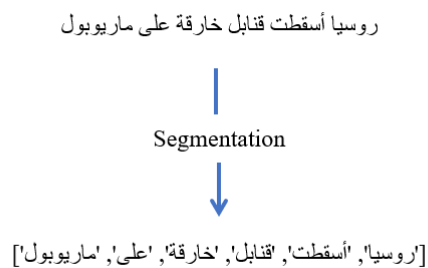 روسيا أسقطت قنابل خارقة على ماريوبول
Segmentation
['روسيا', 'أسقطت', 'قنابل', 'خارقة', 'على', 'ماريوبول']